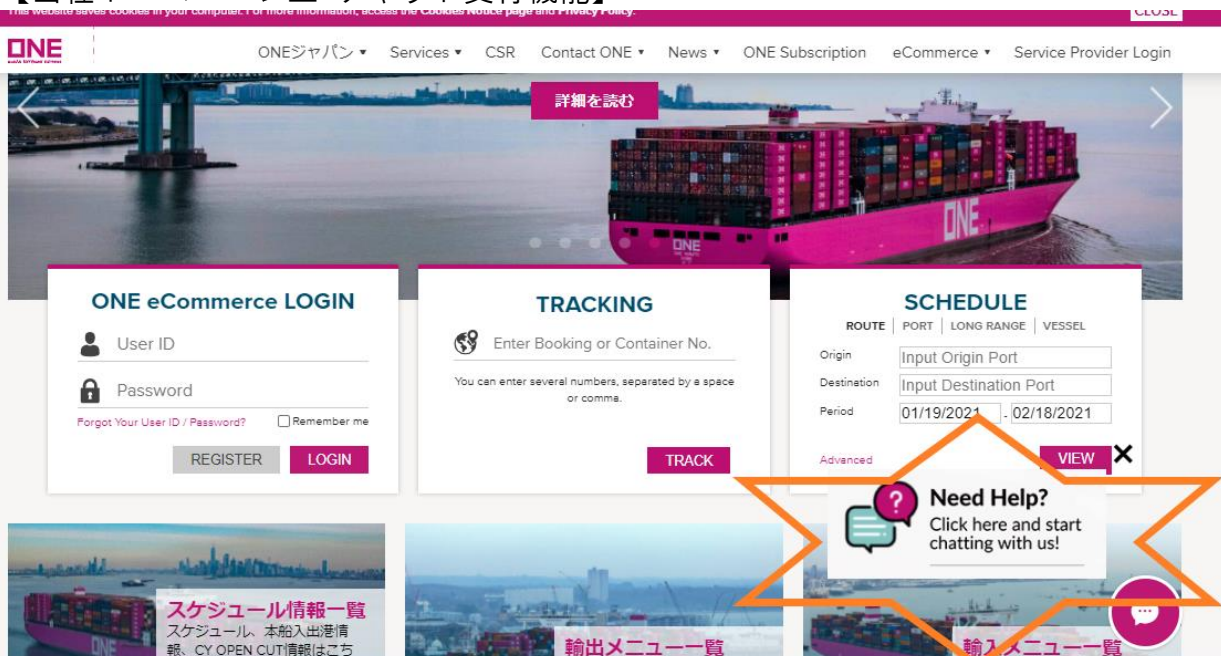 This website saves cookies in your computer. For more information, access the Cookies Notice page and Privacy Policy.
CLOSE
ONE
ONEジャパン ▾ Services ▾ CSR Contact ONE ▾ News ▾ ONE Subscription eCommerce ▾ Service Provider Login
詳細を読む
ONE
ONE
ONE eCommerce LOGIN
User ID
Password
Forgot Your User ID / Password? Remember me
REGISTER LOGIN
TRACKING
Enter Booking or Container No.
You can enter several numbers, separated by a space
or comma.
TRACK
SCHEDULE
ROUTE | PORT | LONG RANGE | VESSEL
Origin Input Origin Port
Destination Input Destination Port
Period 01/19/2021 - 02/18/2021
Advanced VIEW
Need Help?
Click here and start
chatting with us!
スケジュール情報一覧
スケジュール、本船入出港情
報、CY OPEN CUT情報はこち
輸出メニュー一覧
輸入メニュー一覧